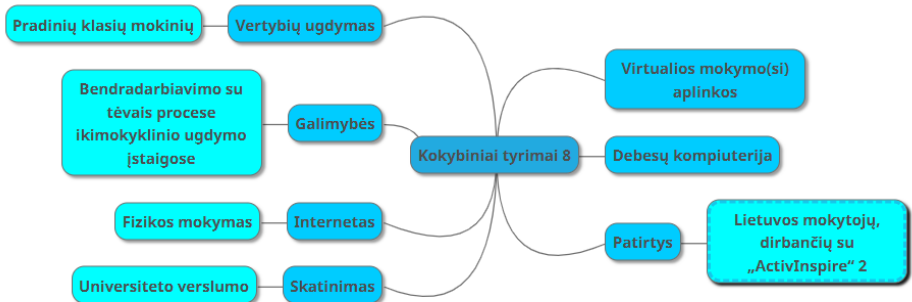 Pradinių klasių mokinių
Vertybių ugdymas
Bendradarbiavimo su
tėvais procese
ikimokyklinio ugdymo
įstaigose
Galimybės
Fizikos mokymas
Internetas
Universiteto verslumo
Skatinimas
Kokybiniai tyrimai 8
Virtualios mokymo(si)
aplinkos
Debesų kompiuterija
Patirtys
Lietuvos mokytojų,
dirbančių su
„ActivInspire“ 2